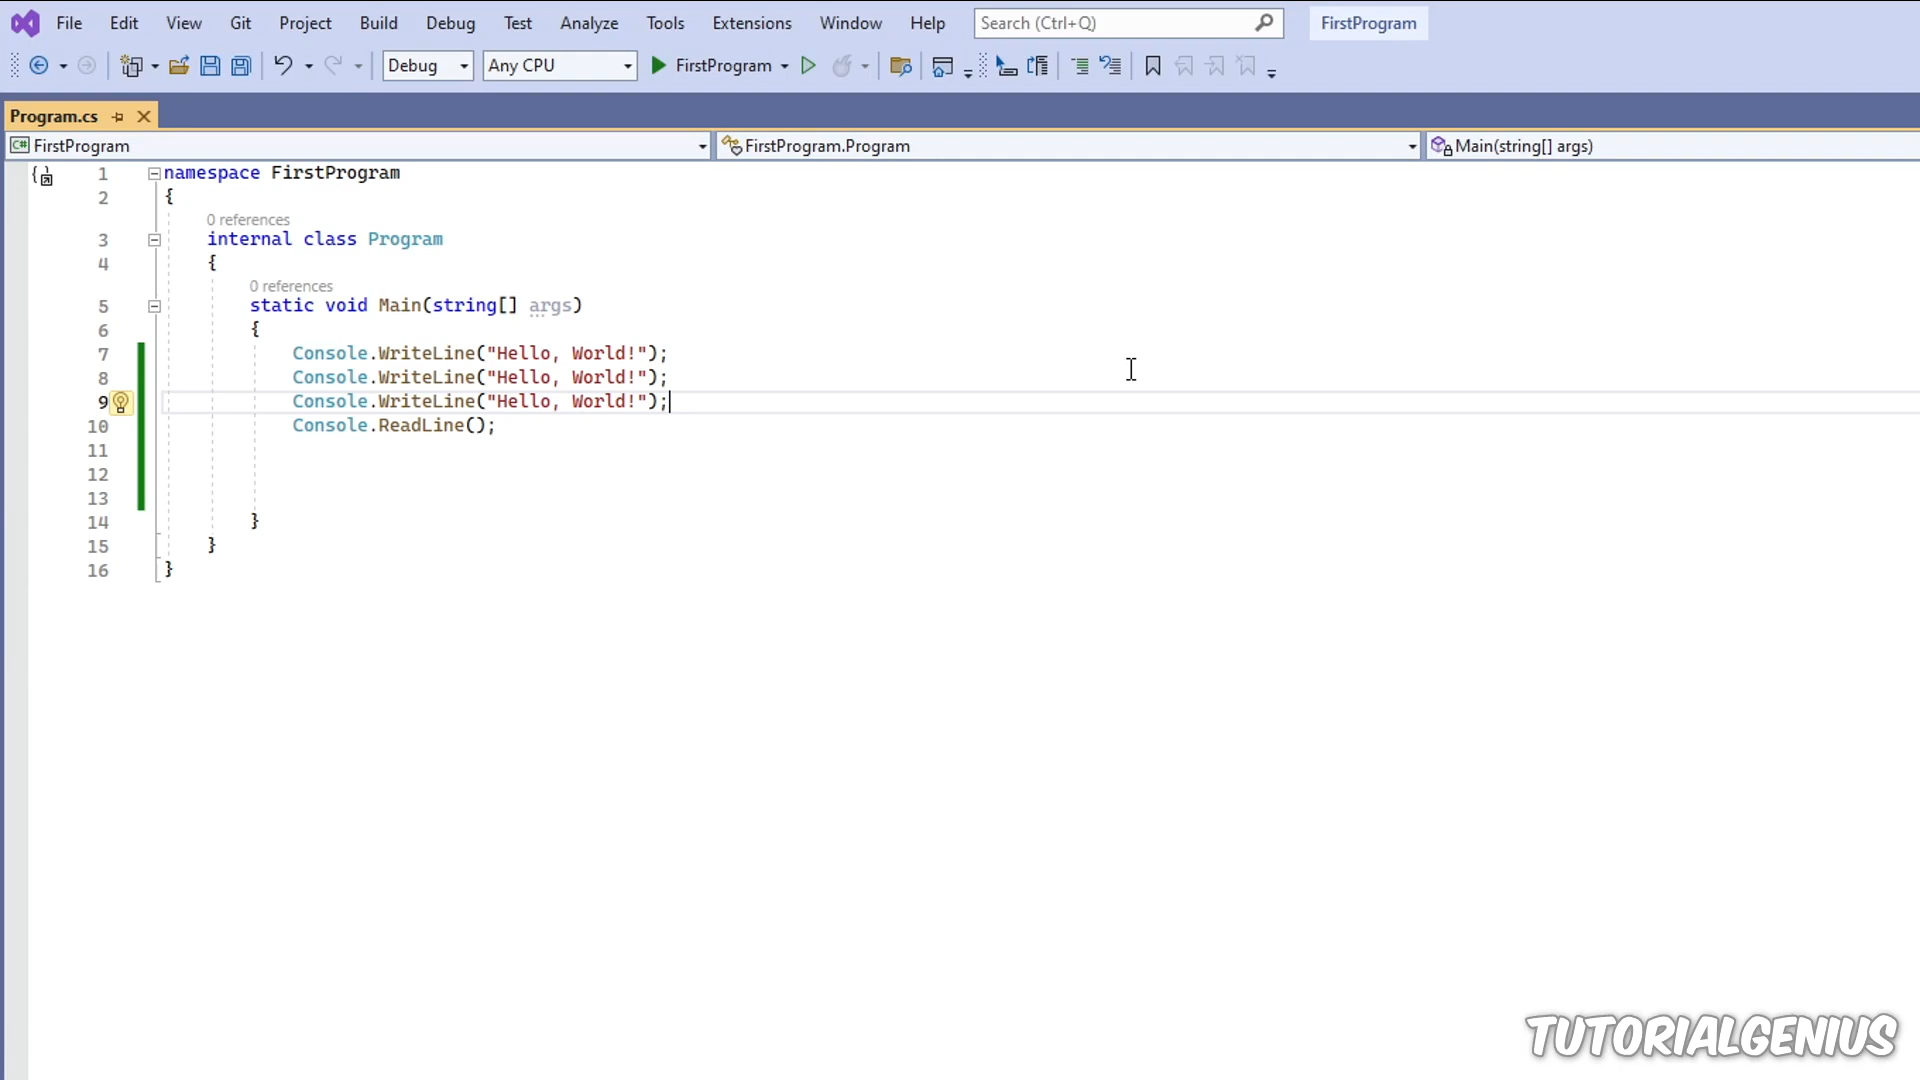 File Edit View Git Project Build Debug Test Analyze Tools Extensions Window Help Search (Ctrl+Q) FirstProgram
Debug Any CPU FirstProgram
Program.cs
C# FirstProgram FirstProgram.Program Main(string[] args)
1 namespace FirstProgram
2 {
0 references
3 internal class Program
4 {
0 references
5 static void Main(string[] args)
6 {
7 Console.WriteLine("Hello, World!");
8 Console.WriteLine("Hello, World!");
9 Console.WriteLine("Hello, World!");
10 Console.ReadLine();
11
12
13
14 }
15 }
16 }
TUTORIALGENIUS